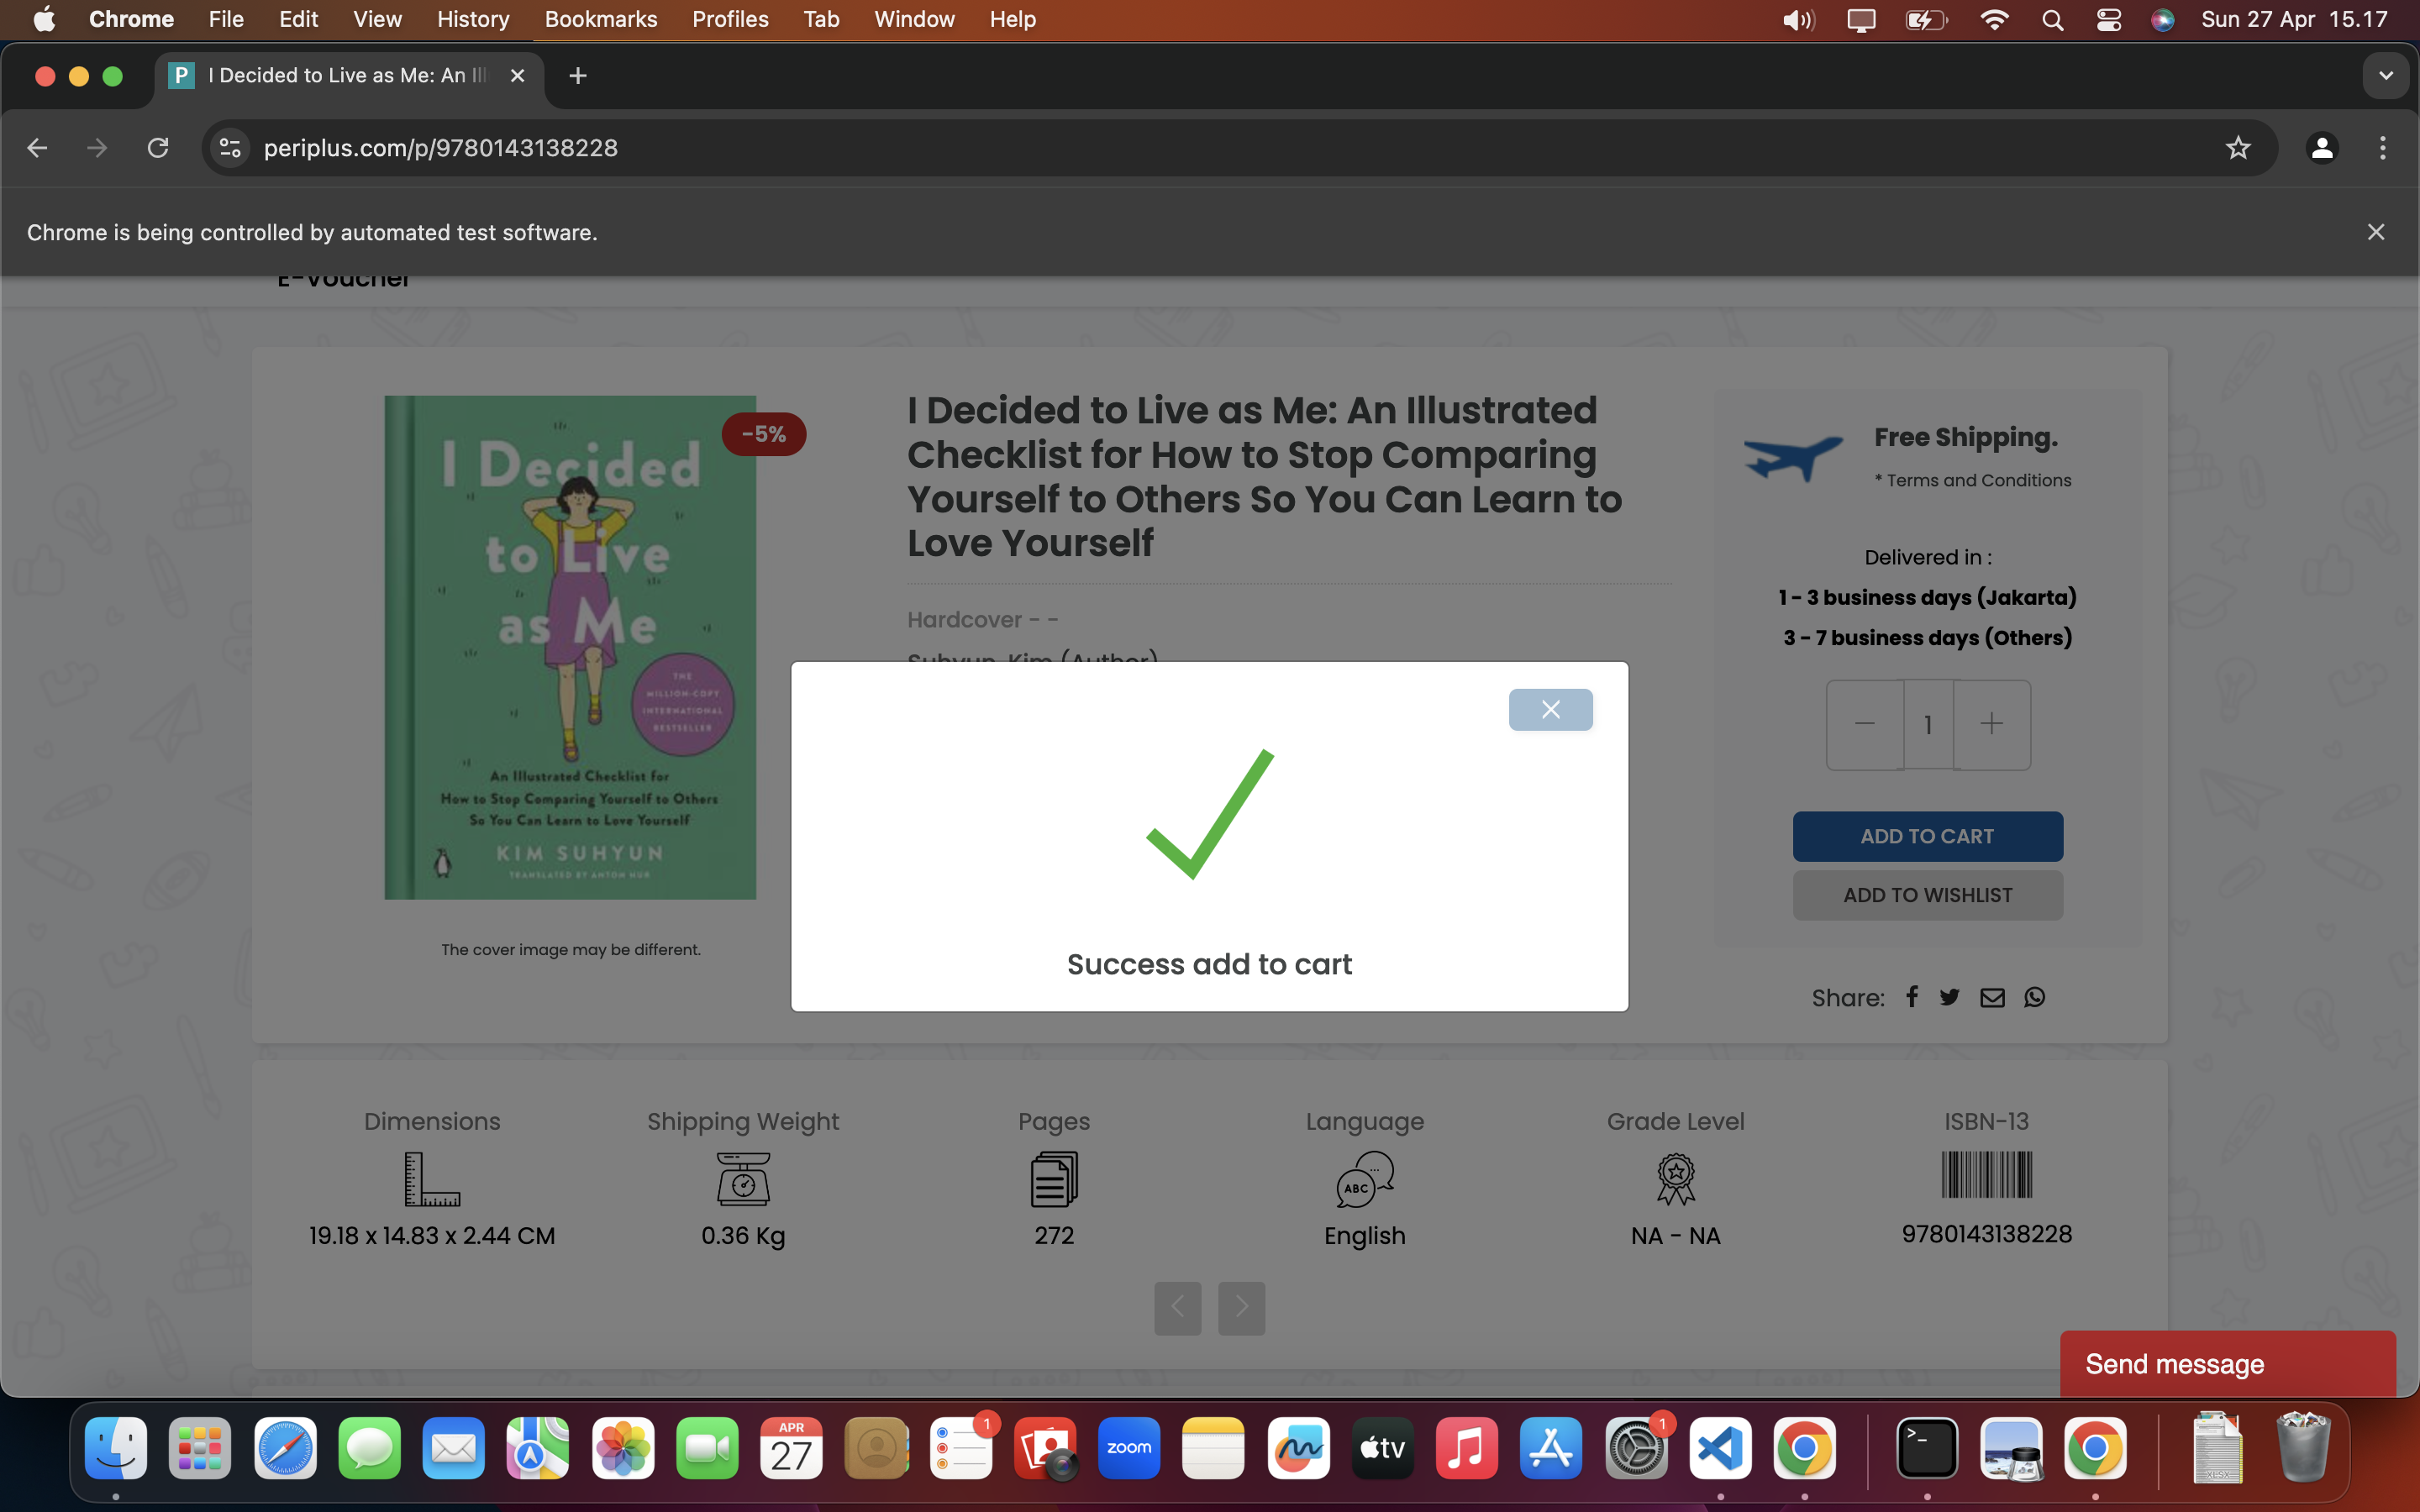 Chrome File Edit View History Bookmarks Profiles Tab Window Help Sun 27 Apr 15.17
P I Decided to Live as Me: An Ill
periplus.com/p/9780143138228
Chrome is being controlled by automated test software.
E-Voucher
-5%
I Decided
to Live
as Me
THE
MILLION-COPY
INTERNATIONAL
BESTSELLER
An Illustrated Checklist for
How to Stop Comparing Yourself to Others
So You Can Learn to Love Yourself
KIM SUHYUN
TRANSLATED BY ANTON HUR
The cover image may be different.
I Decided to Live as Me: An Illustrated
Checklist for How to Stop Comparing
Yourself to Others So You Can Learn to
Love Yourself
Hardcover - -
Suhyun, Kim (Author)
Success add to cart
Free Shipping.
* Terms and Conditions
Delivered in :
1 - 3 business days (Jakarta)
3 - 7 business days (Others)
1
ADD TO CART
ADD TO WISHLIST
Share:
Dimensions
19.18 x 14.83 x 2.44 CM
Shipping Weight
0.36 Kg
Pages
272
Language
ABC
English
Grade Level
NA - NA
ISBN-13
9780143138228
Send message
APR
27
1
zoom
tv
1
>_
XLSX